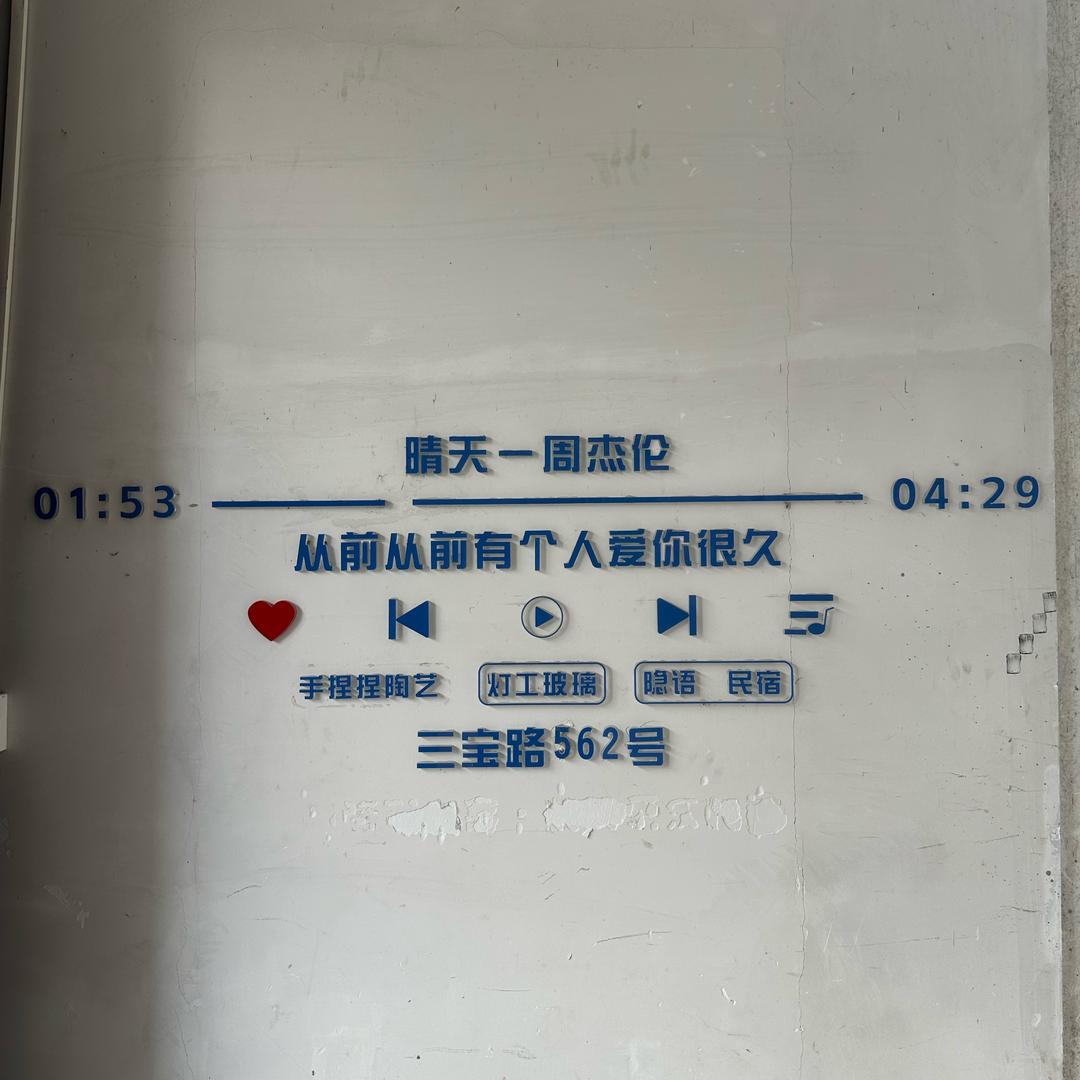 晴天一周杰伦
01:53 04:29
从前从前有个人爱你很久
手捏捏陶艺 灯工玻璃 隐语 民宿
三宝路562号